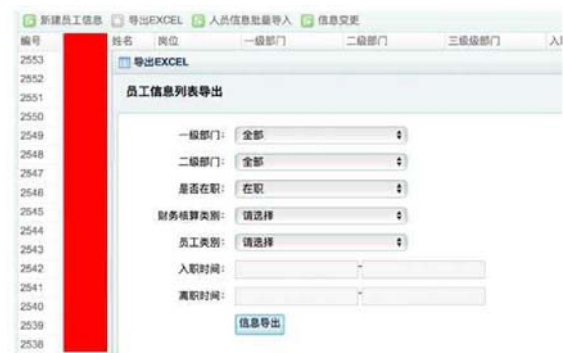 新建员工信息 导出EXCEL 人员信息批量导入 信息变更
编号 姓名 岗位 一级部门 二级部门 三级级部门 入
2553
导出EXCEL
2552
2551
员工信息列表导出
2550
2549
一级部门： 全部
2548
二级部门： 全部
2547
2546
是否在职： 在职
2545
财务核算类别： 请选择
2544
员工类别： 请选择
2543
2542
入职时间： -
2541
离职时间： -
2540
2539
信息导出
2538